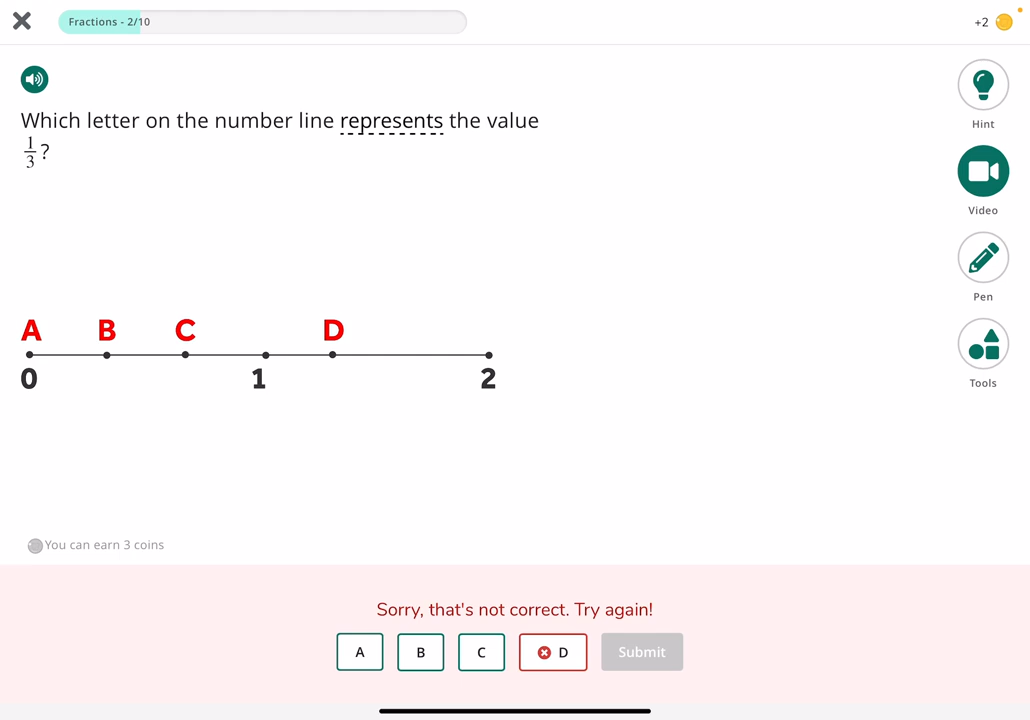 Fractions - 2/10
+2
Hint
Which letter on the number line represents the value
1/3?
Video
Pen
A B C D
0 1 2
Tools
You can earn 3 coins
Sorry, that's not correct. Try again!
A B C D Submit